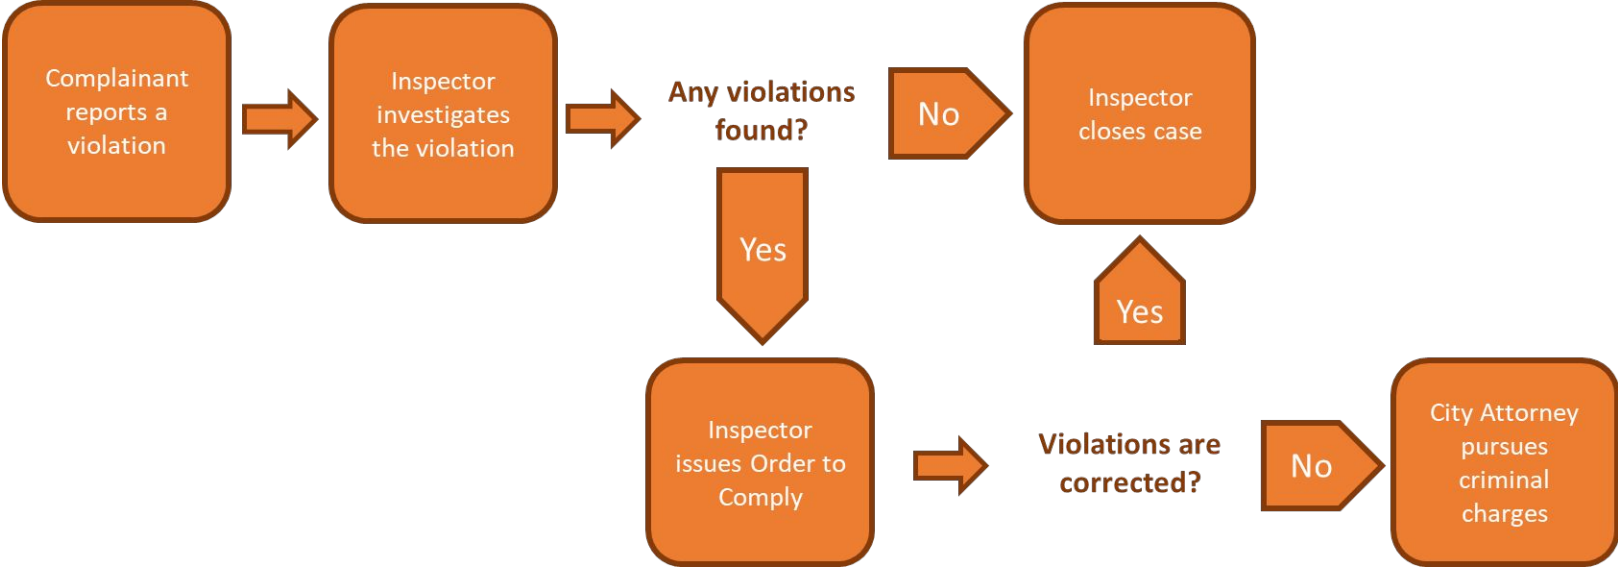 Complainant
reports a
violation
Inspector
investigates
the violation
Any violations
found?
No
Inspector
closes case
Yes
Yes
Inspector
issues Order to
Comply
Violations are
corrected?
No
City Attorney
pursues
criminal
charges